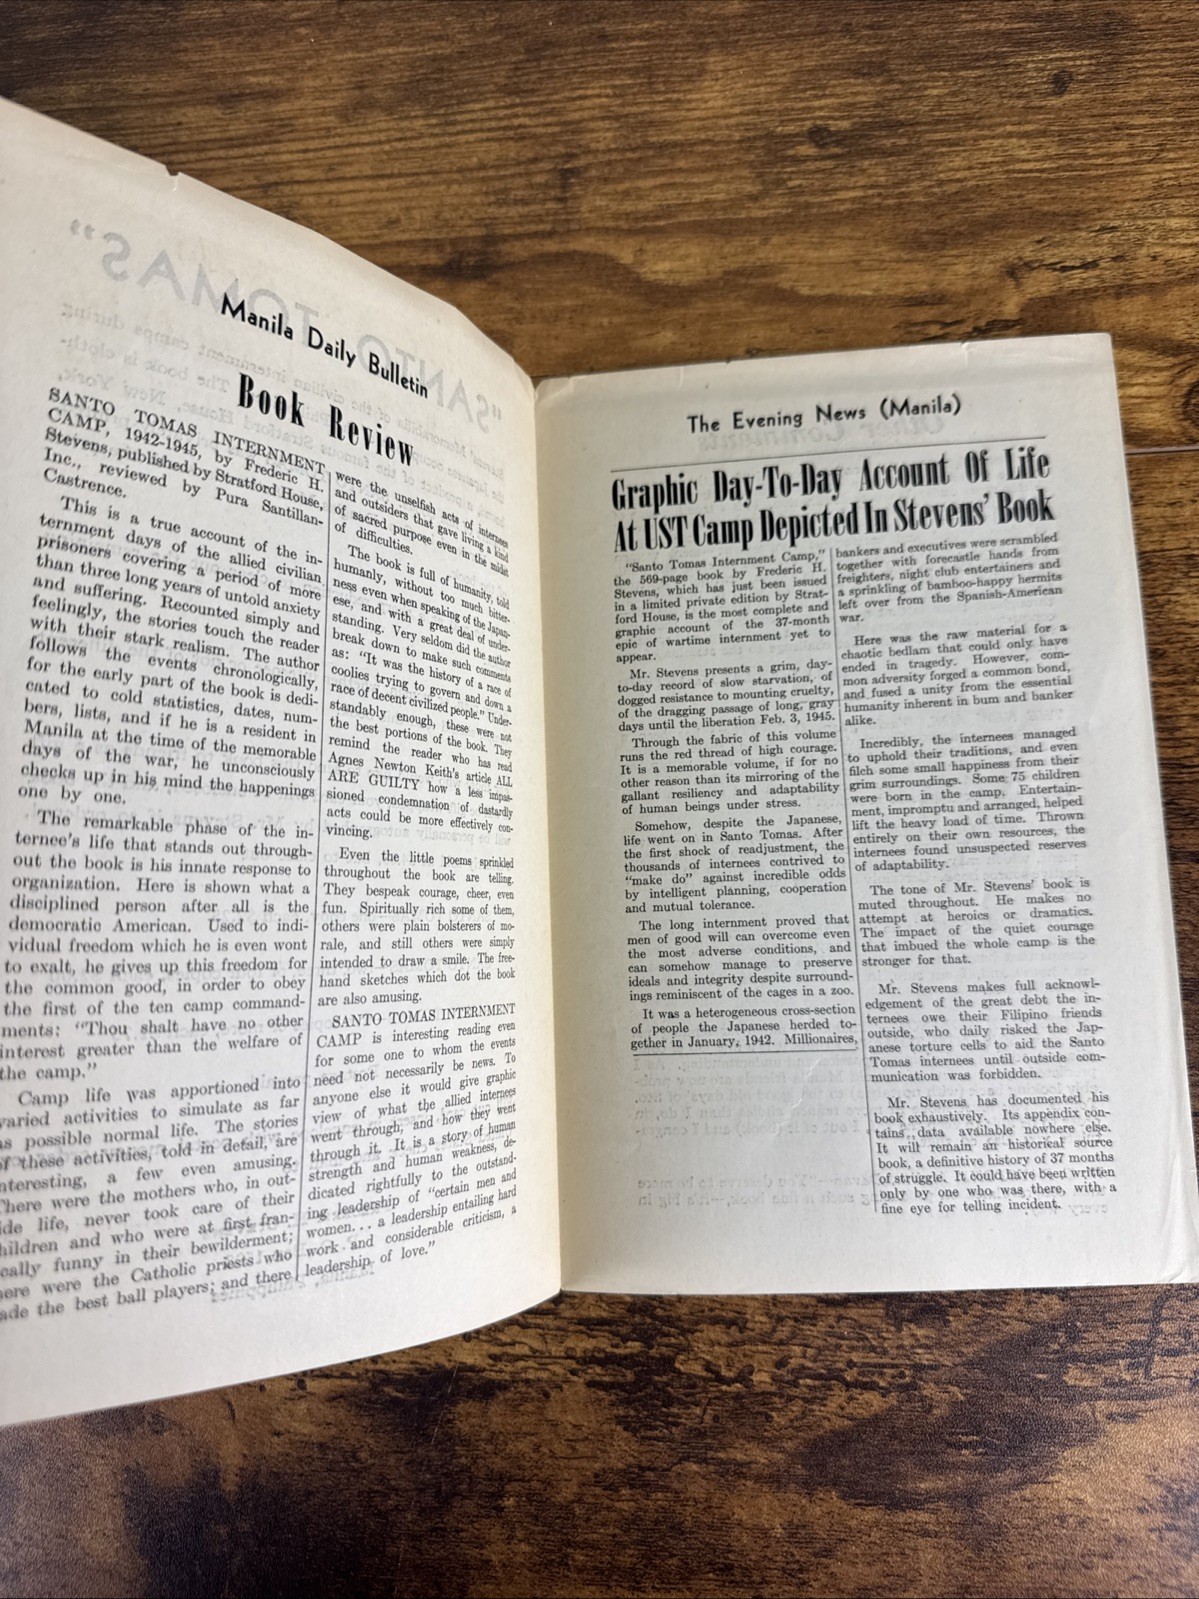 Manila Daily Bulletin
Book Review
SANTO TOMAS INTERNMENT
CAMP, 1942-1945, by Frederic H.
Stevens, published by Stratford House,
Inc., reviewed by Pura Santillan-
Castrence.
This is a true account of the in-
ternment days of the allied civilian
prisoners covering a period of more
than three long years of untold anxiety
and suffering. Recounted simply and
feelingly, the stories touch the reader
with their stark realism. The author
follows the events chronologically,
for the early part of the book is dedi-
cated to cold statistics, dates, num-
bers, lists, and if he is a resident in
Manila at the time of the memorable
days of the war, he unconsciously
checks up in his mind the happenings
one by one.
The remarkable phase of the in-
ternee's life that stands out through-
out the book is his innate response to
organization. Here is shown what a
disciplined person after all is the
democratic American. Used to indi-
vidual freedom which he is even wont
to exalt, he gives up this freedom for
the common good, in order to obey
the first of the ten camp command-
ments: "Thou shalt have no other
interest greater than the welfare of
the camp."
Camp life was apportioned into
varied activities to simulate as far
as possible normal life. The stories
of these activities, told in detail, are
interesting, a few even amusing.
There were the mothers who, in out-
side life, never took care of their
children and who were at first fran-
cally funny in their bewilderment;
here were the Catholic priests who
ade the best ball players; and there
were the unselfish acts of internees
and outsiders that gave living a kind
of sacred purpose even in the midst
of difficulties.
The book is full of humanity, told
humanly, without too much bitter-
ness even when speaking of the Japan-
ese, and with a great deal of under-
standing. Very seldom did the author
break down to make such comments
as: "It was the history of a race of
coolies trying to govern and down a
race of decent civilized people." Under-
standably enough, these were not
the best portions of the book. They
remind the reader who has read
Agnes Newton Keith's article ALL
ARE GUILTY how a less impas-
sioned condemnation of dastardly
acts could be more effectively con-
vincing.
Even the little poems sprinkled
throughout the book are telling.
They bespeak courage, cheer, even
fun. Spiritually rich some of them,
others were plain bolsterers of mo-
rale, and still others were simply
intended to draw a smile. The free-
hand sketches which dot the book
are also amusing.
SANTO TOMAS INTERNMENT
CAMP is interesting reading even
for some one to whom the events
need not necessarily be news. To
anyone else it would give graphic
view of what the allied internees
went through, and how they went
through it. It is a story of human
strength and human weakness, de-
dicated rightfully to the outstand-
ing leadership of "certain men and
women... a leadership entailing hard
work and considerable criticism, a
leadership of love."
The Evening News (Manila)
Graphic Day-To-Day Account Of Life
At UST Camp Depicted In Stevens' Book
"Santo Tomas Internment Camp,"
the 569-page book by Frederic H.
Stevens, which has just been issued
in a limited private edition by Strat-
ford House, is the most complete and
graphic account of the 37-month
epic of wartime internment yet to
appear.
Mr. Stevens presents a grim, day-
to-day record of slow starvation, of
dogged resistance to mounting cruelty,
of the dragging passage of long, gray
days until the liberation Feb. 3, 1945.
Through the fabric of this volume
runs the red thread of high courage.
It is a memorable volume, if for no
other reason than its mirroring of the
gallant resiliency and adaptability
of human beings under stress.
Somehow, despite the Japanese,
life went on in Santo Tomas. After
the first shock of readjustment, the
thousands of internees contrived to
"make do" against incredible odds
by intelligent planning, cooperation
and mutual tolerance.
The long internment proved that
men of good will can overcome even
the most adverse conditions, and
can somehow manage to preserve
ideals and integrity despite surround-
ings reminiscent of the cages in a zoo.
It was a heterogeneous cross-section
of people the Japanese herded to-
gether in January, 1942. Millionaires,
bankers and executives were scrambled
together with forecastle hands from
freighters, night club entertainers and
a sprinkling of bamboo-happy hermits
left over from the Spanish-American
war.
Here was the raw material for a
chaotic bedlam that could only have
ended in tragedy. However, com-
mon adversity forged a common bond,
and fused a unity from the essential
humanity inherent in bum and banker
alike.
Incredibly, the internees managed
to uphold their traditions, and even
filch some small happiness from their
grim surroundings. Some 75 children
were born in the camp. Entertain-
ment, impromptu and arranged, helped
lift the heavy load of time. Thrown
entirely on their own resources, the
internees found unsuspected reserves
of adaptability.
The tone of Mr. Stevens' book is
muted throughout. He makes no
attempt at heroics or dramatics.
The impact of the quiet courage
that imbued the whole camp is the
stronger for that.
Mr. Stevens makes full acknowl-
edgement of the great debt the in-
ternees owe their Filipino friends
outside, who daily risked the Jap-
anese torture cells to aid the Santo
Tomas internees until outside com-
munication was forbidden.
Mr. Stevens has documented his
book exhaustively. Its appendix con-
tains data available nowhere else.
It will remain an historical source
book, a definitive history of 37 months
of struggle. It could have been written
only by one who was there, with a
fine eye for telling incident.